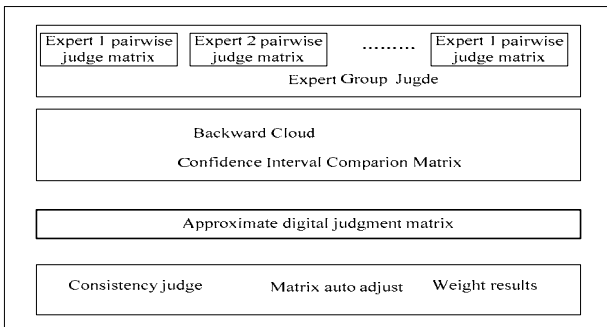 Expert 1 pairwise judge matrix
Expert 2 pairwise judge matrix
………
Expert 1 pairwise judge matrix
Expert Group Jugde
Backward Cloud
Confidence Interval Comparion Matrix
Approximate digital judgment matrix
Consistency judge Matrix auto adjust Weight results